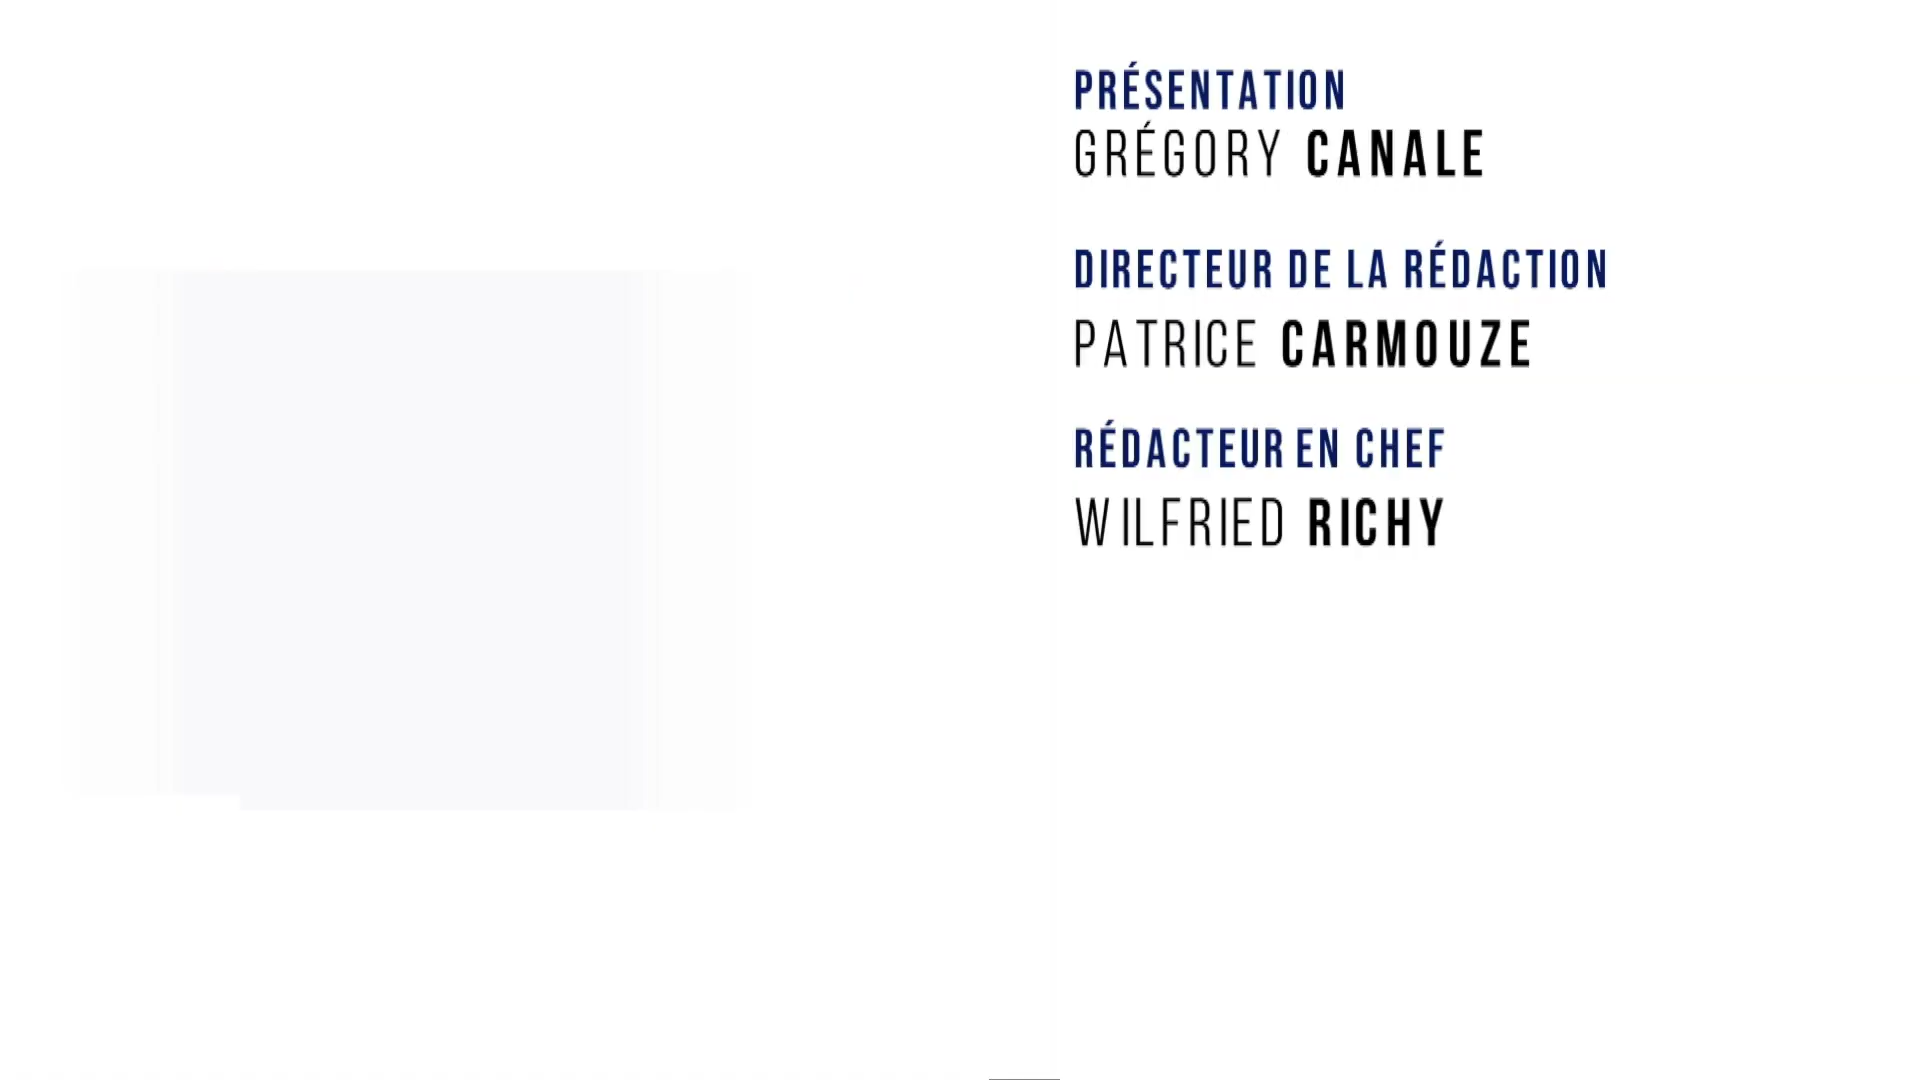 PRÉSENTATION
GRÉGORY CANALE
DIRECTEUR DE LA RÉDACTION
PATRICE CARMOUZE
RÉDACTEUR EN CHEF
WILFRIED RICHY